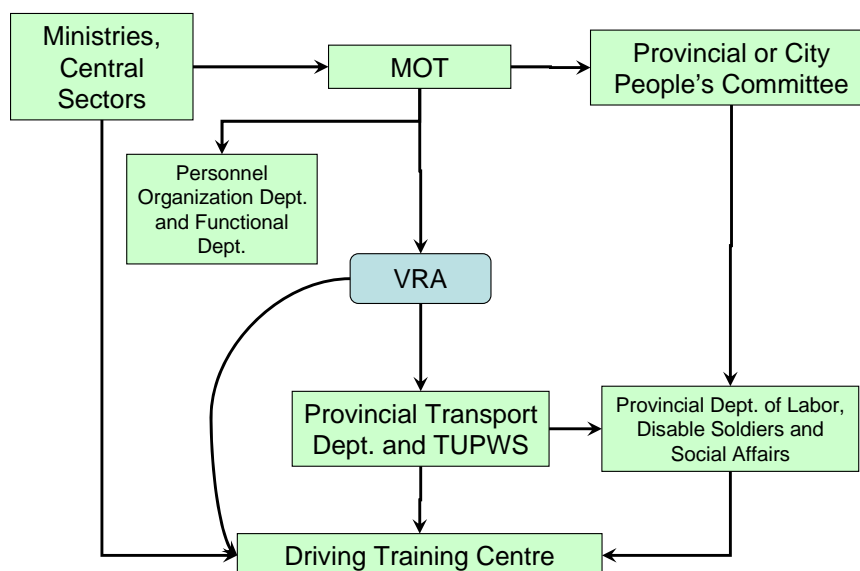 Ministries,
Central
Sectors
MOT
Provincial or City
People's Committee
Personnel
Organization Dept.
and Functional
Dept.
VRA
Provincial Transport
Dept. and TUPWS
Provincial Dept. of Labor,
Disable Soldiers and
Social Affairs
Driving Training Centre